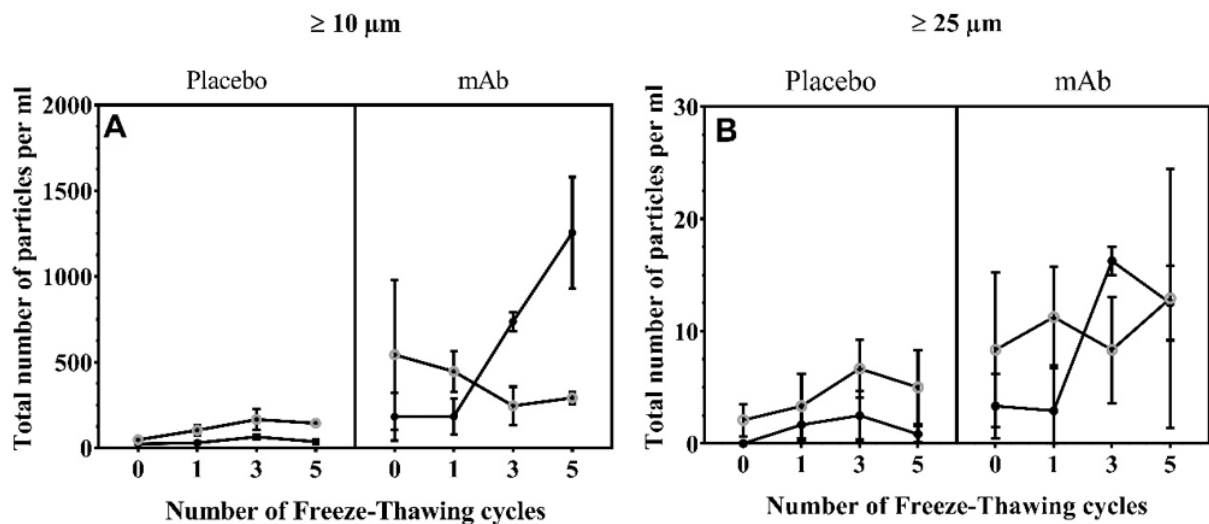 ≥ 10 µm
Placebo mAb
A
Total number of particles per ml
2000
1500
1000
500
0
0 1 3 5 0 1 3 5
Number of Freeze-Thawing cycles
≥ 25 µm
Placebo mAb
B
Total number of particles per ml
30
20
10
0
0 1 3 5 0 1 3 5
Number of Freeze-Thawing cycles